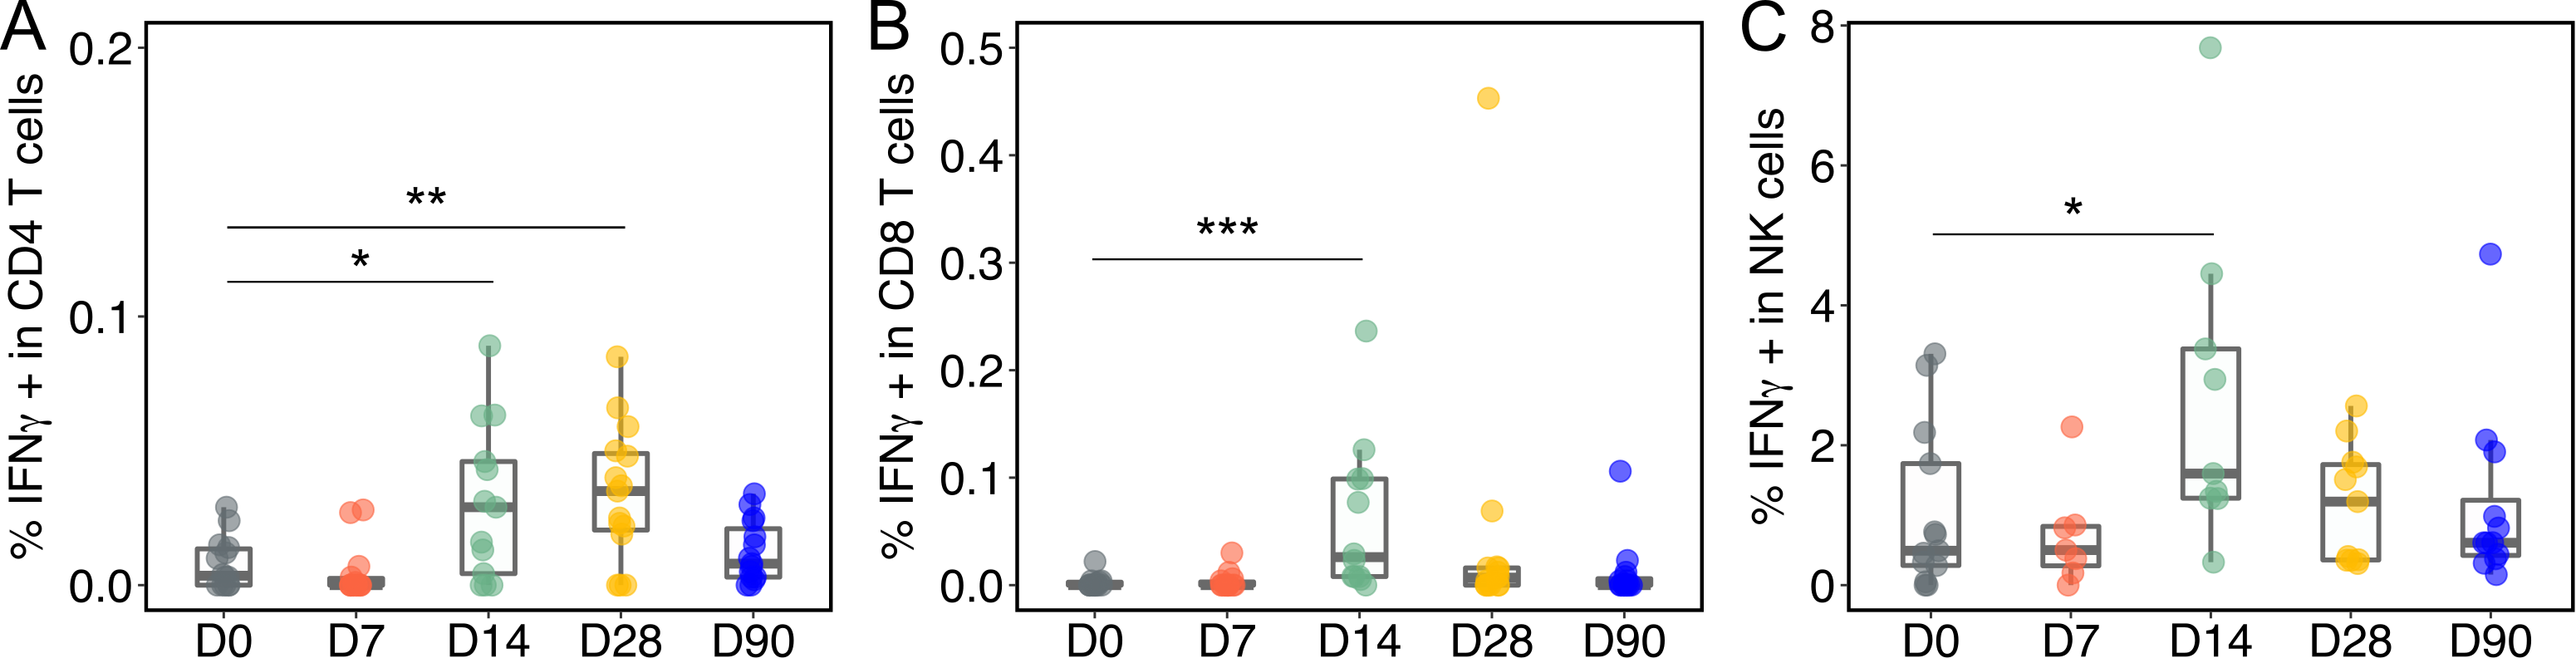 A
% IFNγ + in CD4 T cells
0.2
0.1
0.0
**
*
D0 D7 D14 D28 D90
B
% IFNγ + in CD8 T cells
0.5
0.4
0.3
0.2
0.1
0.0
***
D0 D7 D14 D28 D90
C
% IFNγ + in NK cells
8
6
4
2
0
*
D0 D7 D14 D28 D90